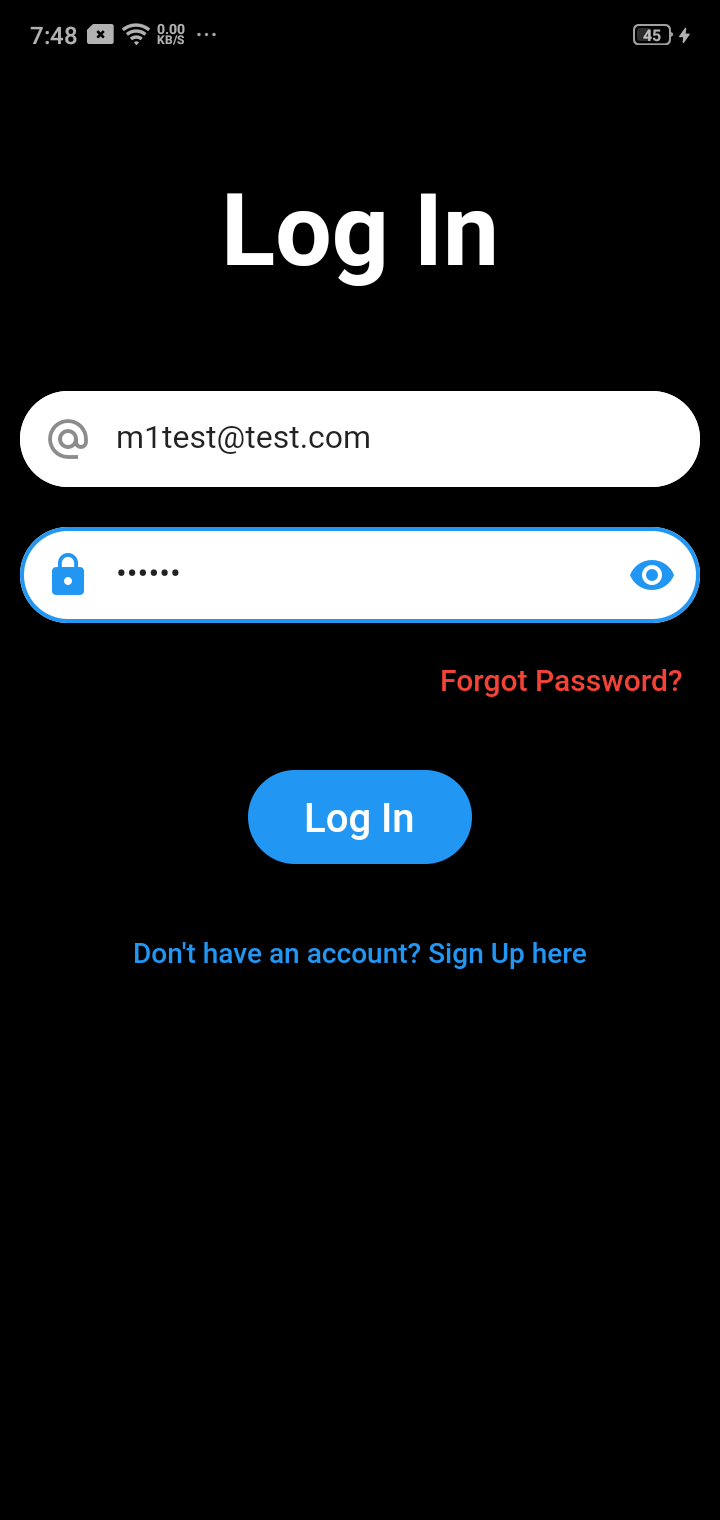 7:48 0.00 KB/S ... 45
Log In
m1test@test.com
••••••
Forgot Password?
Log In
Don't have an account? Sign Up here